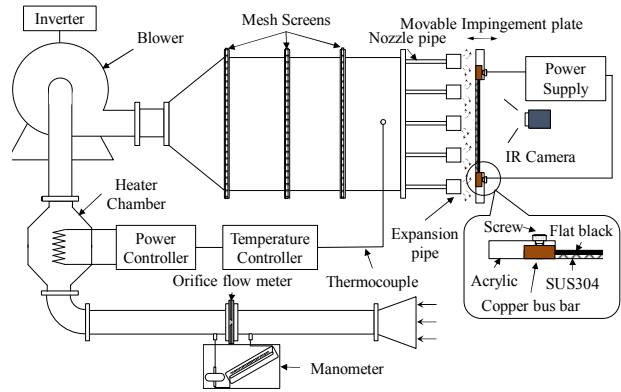 Inverter
Blower
Mesh Screens
Movable Impingement plate
Nozzle pipe
Power
Supply
IR Camera
Heater
Chamber
Power
Controller
Temperature
Controller
Expansion
pipe
Thermocouple
Screw
Flat black
Acrylic
SUS304
Copper bus bar
Orifice flow meter
Manometer